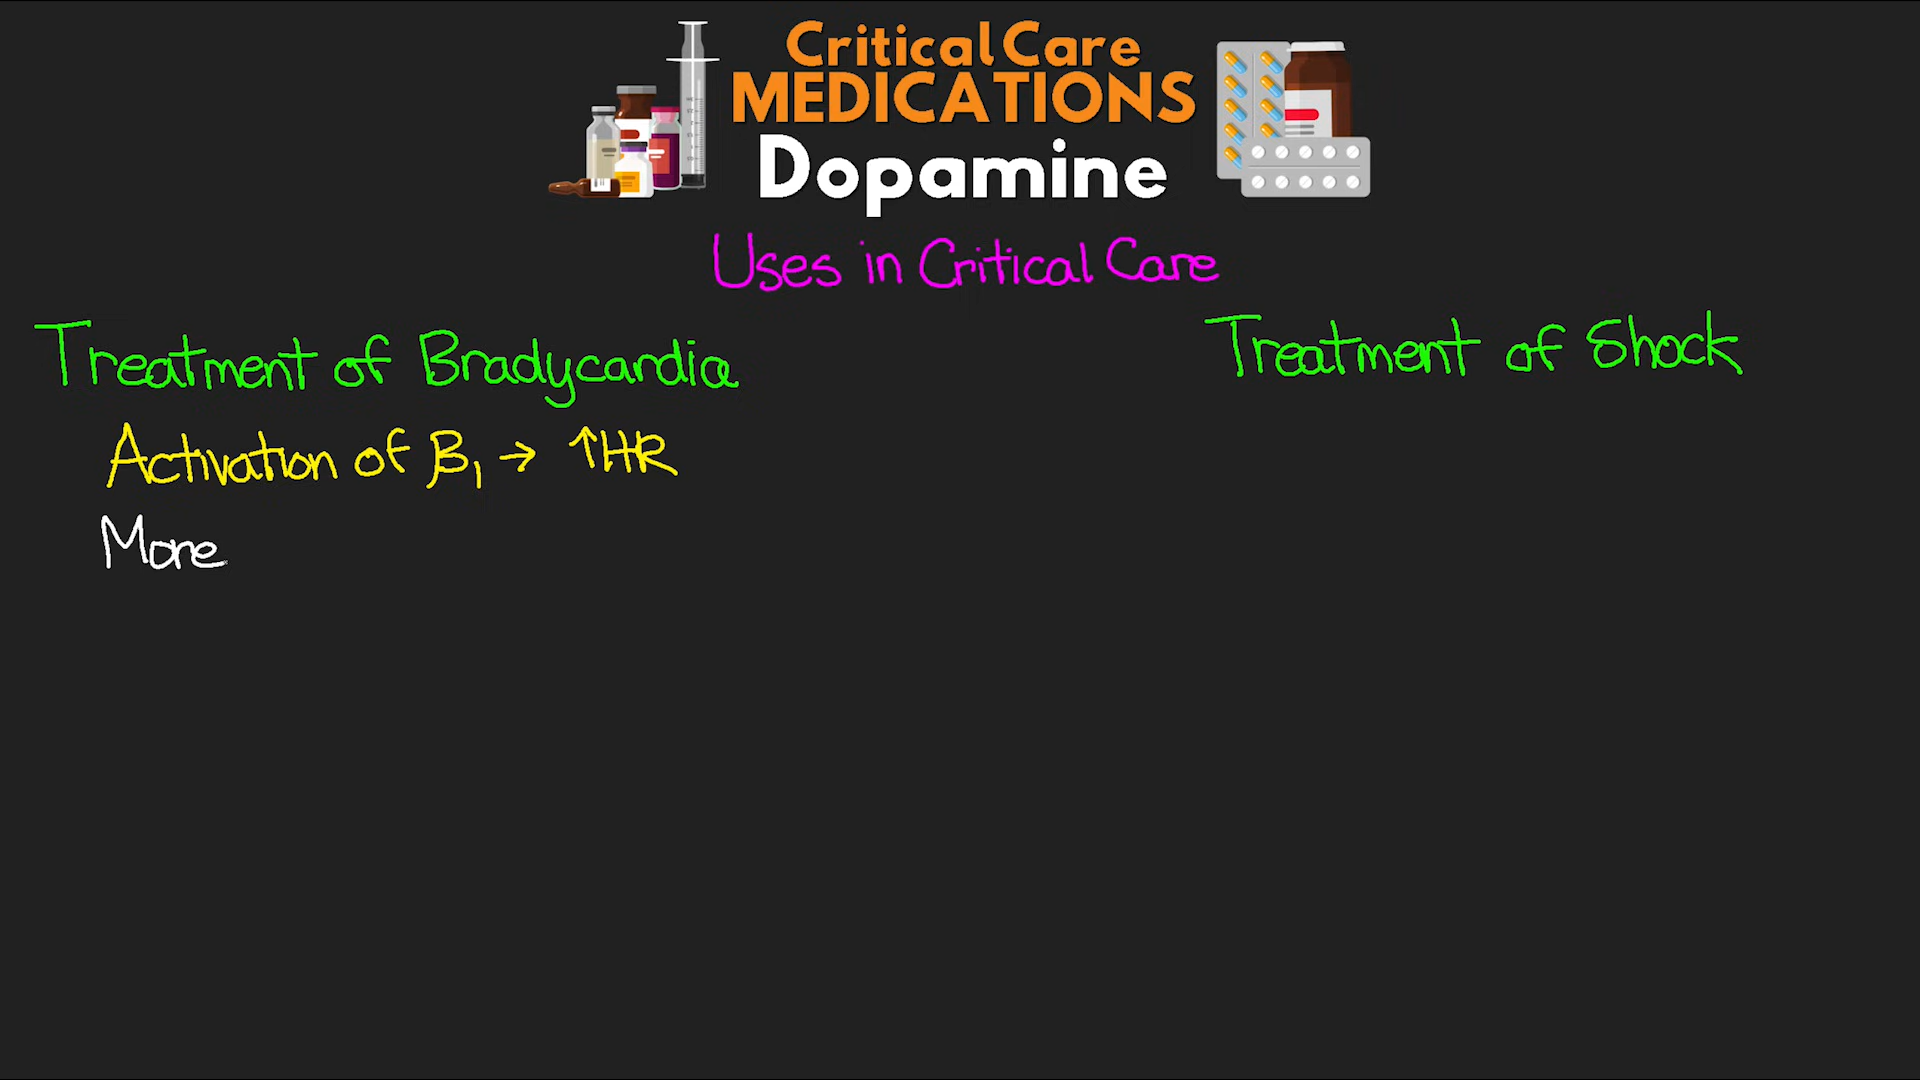 Critical Care
MEDICATIONS
Dopamine
Uses in Critical Care
Treatment of Bradycardia
Activation of β₁ → ↑HR
More
Treatment of Shock